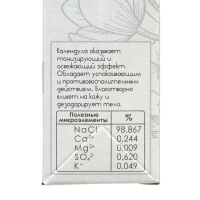 Календула оказывает
тонизирующий и
освежающий эффект.
Обладает успокаивающим
и противовоспалительным
действием. Благотворно
влияет на кожу и
дезодорирует тело.
Полезные микроэлементы г/%
NaCl 98.867
Ca²⁺ 0.244
Mg²⁺ 0.009
SO₄²⁻ 0.620
K⁺ 0.049